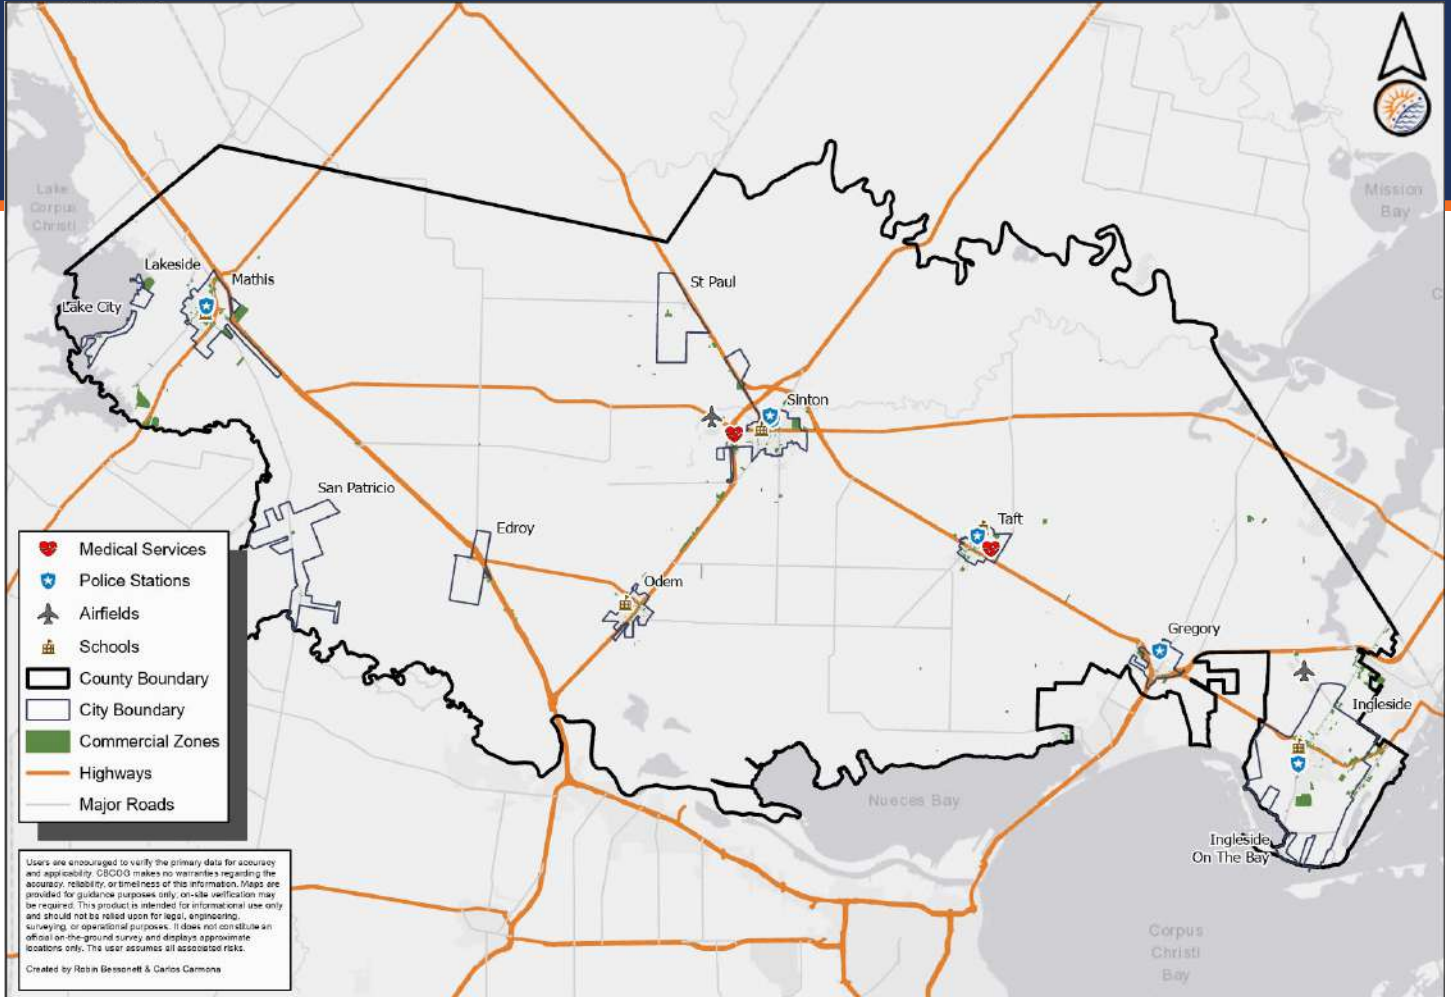 Lake
Corpus
Christi
Mission
Bay
Lakeside
Mathis
Lake City
St Paul
Sinton
San Patricio
Edroy
Taft
Odem
Gregory
Ingleside
Nueces Bay
Ingleside
On The Bay
Corpus
Christi
Bay
Medical Services
Police Stations
Airfields
Schools
County Boundary
City Boundary
Commercial Zones
Highways
Major Roads
Users are encouraged to verify the primary data for accuracy
and applicability. CBCOG makes no warranties regarding the
accuracy, reliability, or timeliness of this information. Maps are
provided for guidance purposes only; on-site verification may
be required. This product is intended for informational use only
and should not be relied upon for legal, engineering,
surveying, or operational purposes. It does not constitute an
official on-the-ground survey and displays approximate
locations only. The user assumes all associated risks.
Created by Robin Bessonett & Carlos Carmona